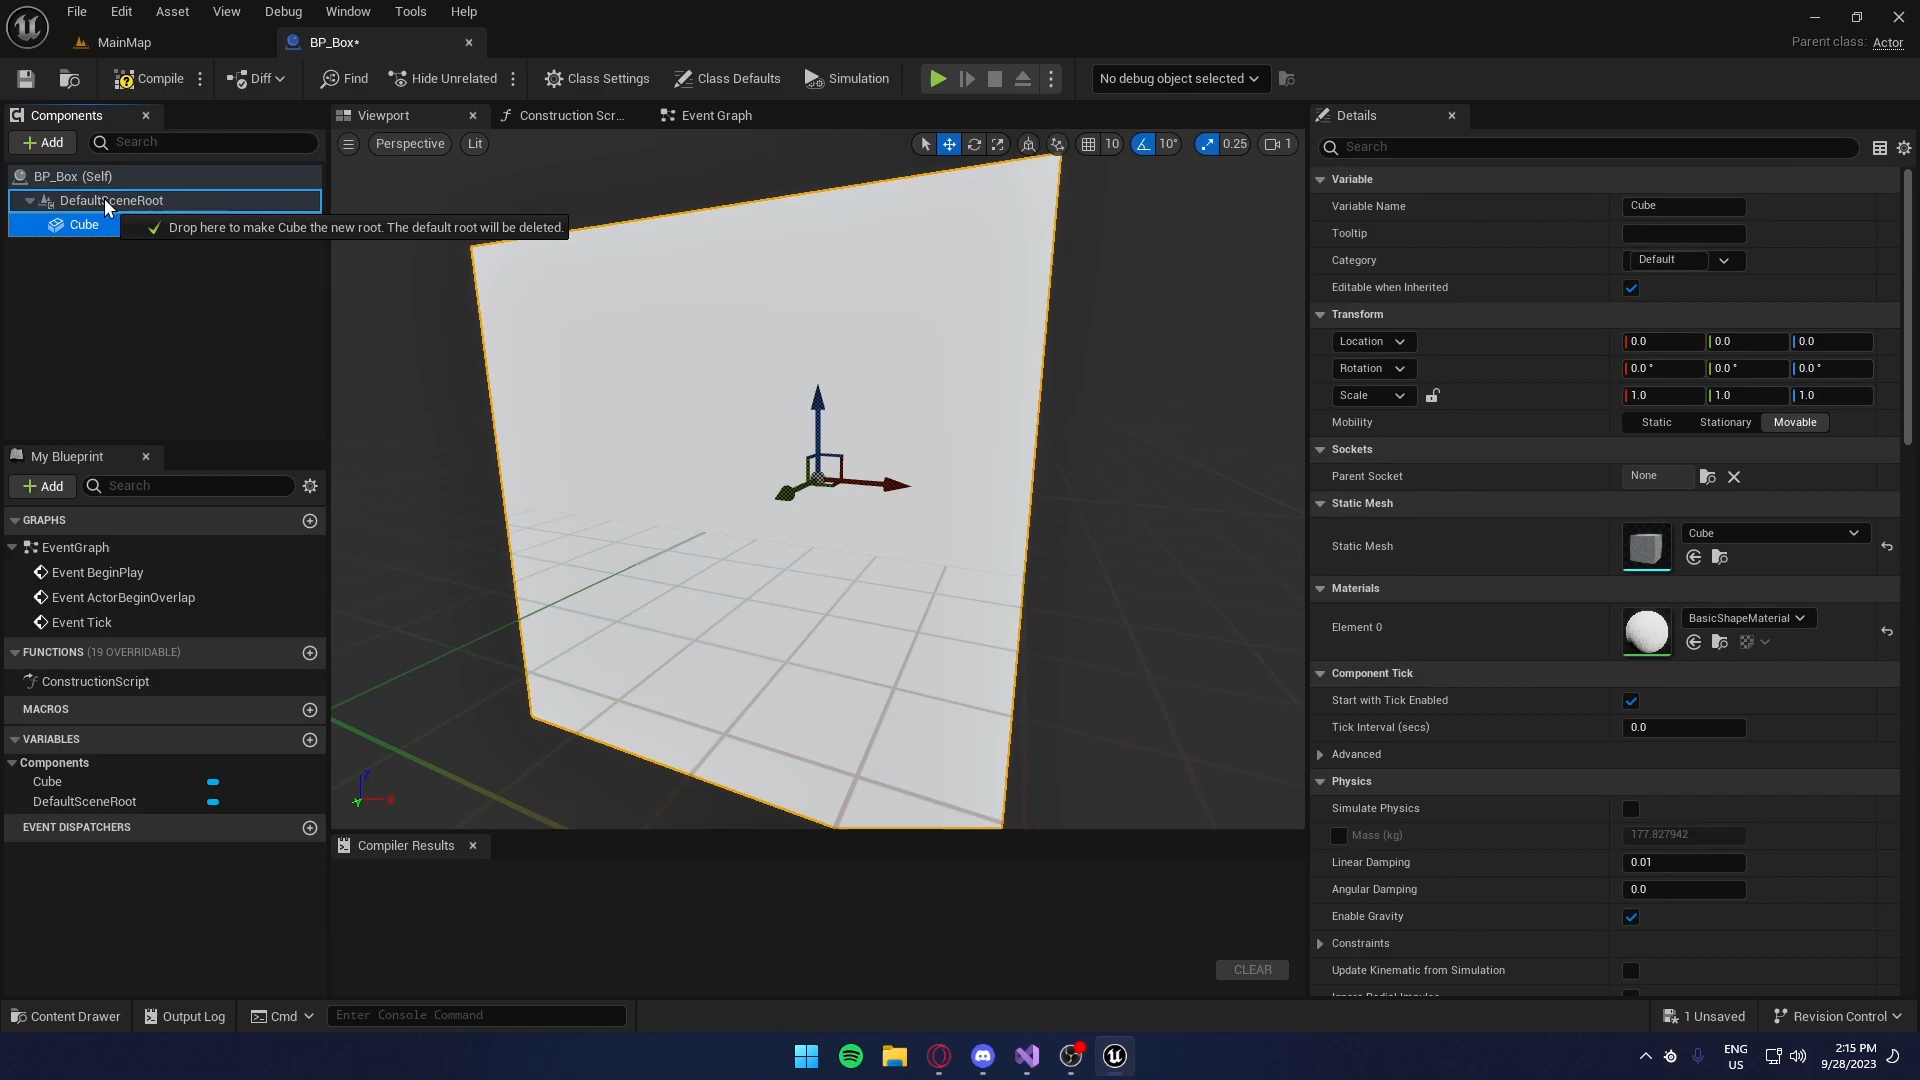 File Edit Asset View Debug Window Tools Help
MainMap BP_Box*
Parent class: Actor
Compile Diff Find Hide Unrelated Class Settings Class Defaults Simulation No debug object selected
Components
Add Search
BP_Box (Self)
DefaultSceneRoot
Cube
Drop here to make Cube the new root. The default root will be deleted.
Viewport Construction Scr... Event Graph
Perspective Lit 10 10° 0.25 1
Z
X
Y
My Blueprint
Add Search
GRAPHS
EventGraph
Event BeginPlay
Event ActorBeginOverlap
Event Tick
FUNCTIONS (19 OVERRIDABLE)
ConstructionScript
MACROS
VARIABLES
Components
Cube
DefaultSceneRoot
EVENT DISPATCHERS
Compiler Results
CLEAR
Details
Search
Variable
Variable Name Cube
Tooltip
Category Default
Editable when Inherited
Transform
Location 0.0 0.0 0.0
Rotation 0.0° 0.0° 0.0°
Scale 1.0 1.0 1.0
Mobility Static Stationary Movable
Sockets
Parent Socket None
Static Mesh
Static Mesh Cube
Materials
Element 0 BasicShapeMaterial
Component Tick
Start with Tick Enabled
Tick Interval (secs) 0.0
Advanced
Physics
Simulate Physics
Mass (kg) 177.827942
Linear Damping 0.01
Angular Damping 0.0
Enable Gravity
Constraints
Update Kinematic from Simulation
Content Drawer Output Log Cmd Enter Console Command 1 Unsaved Revision Control
ENG
US
2:15 PM
9/28/2023